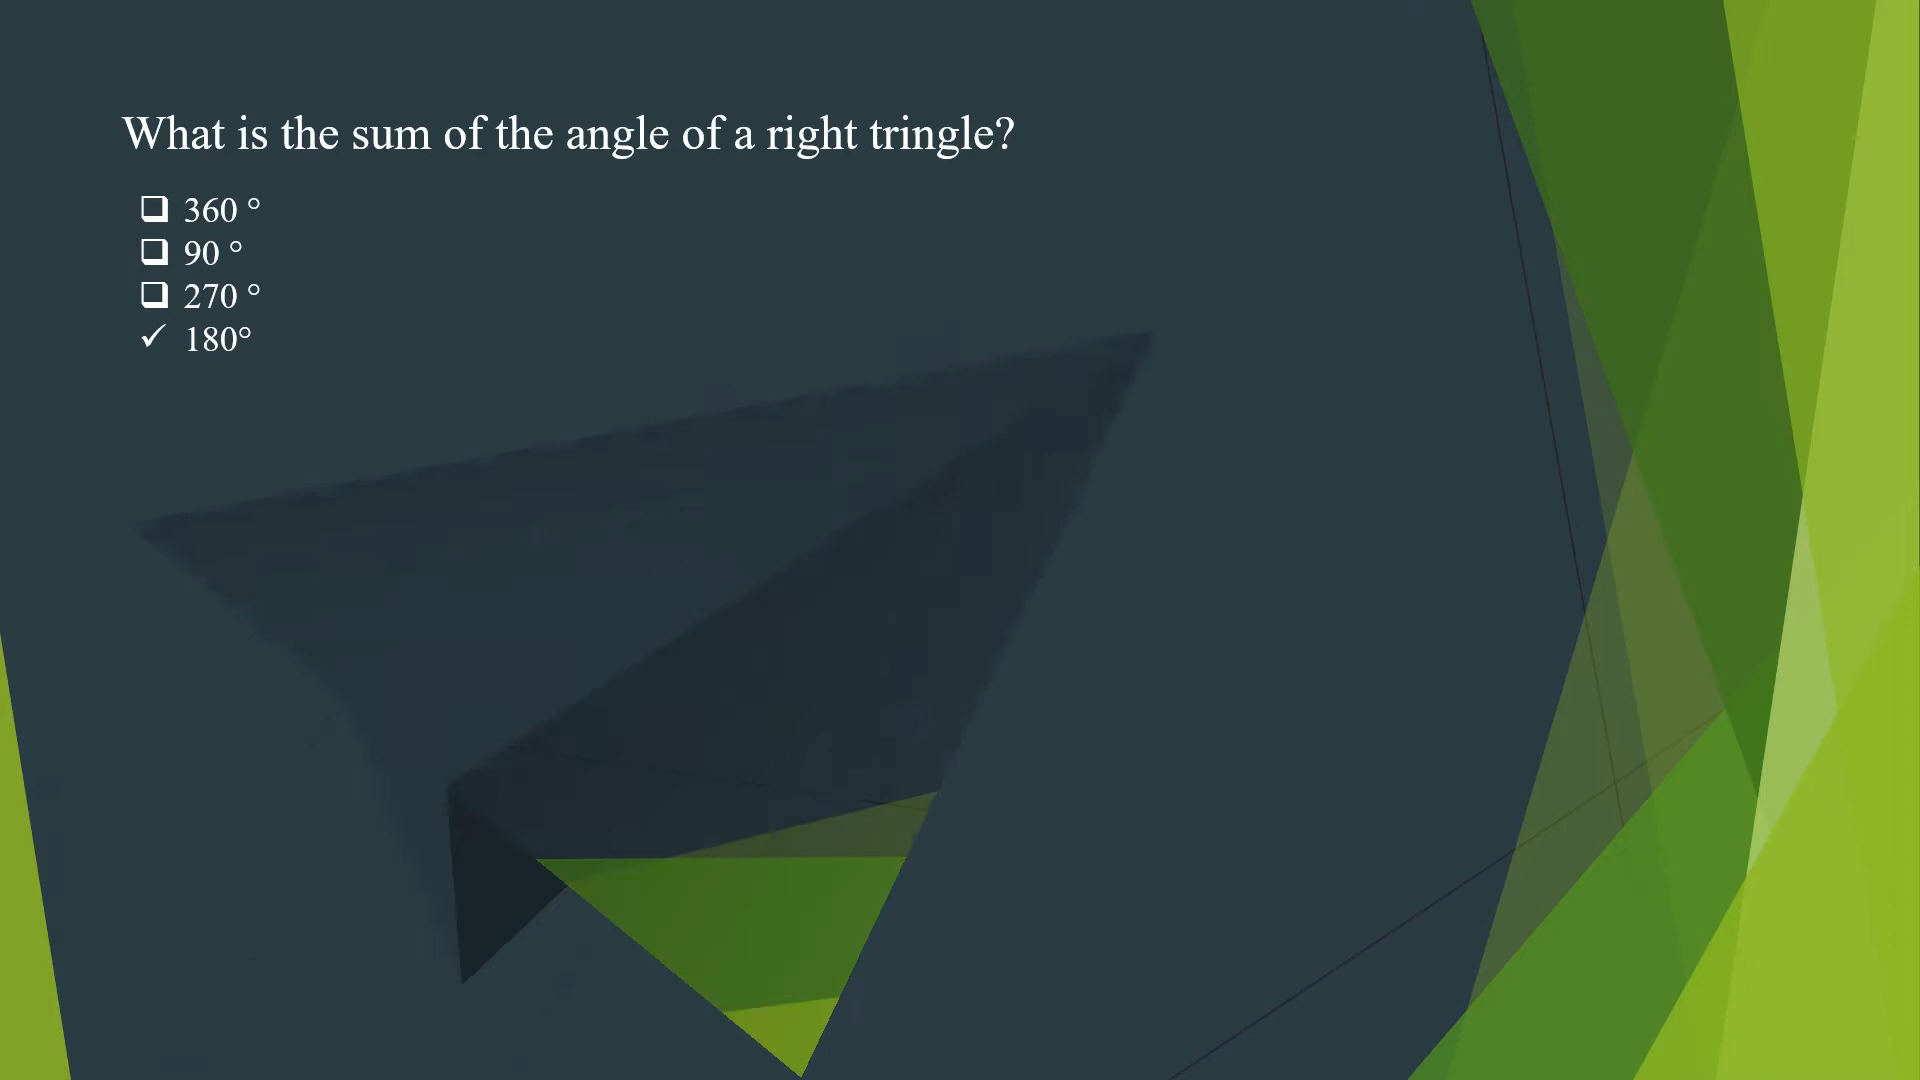 What is the sum of the angle of a right tringle?
360 °
90 °
270 °
180°